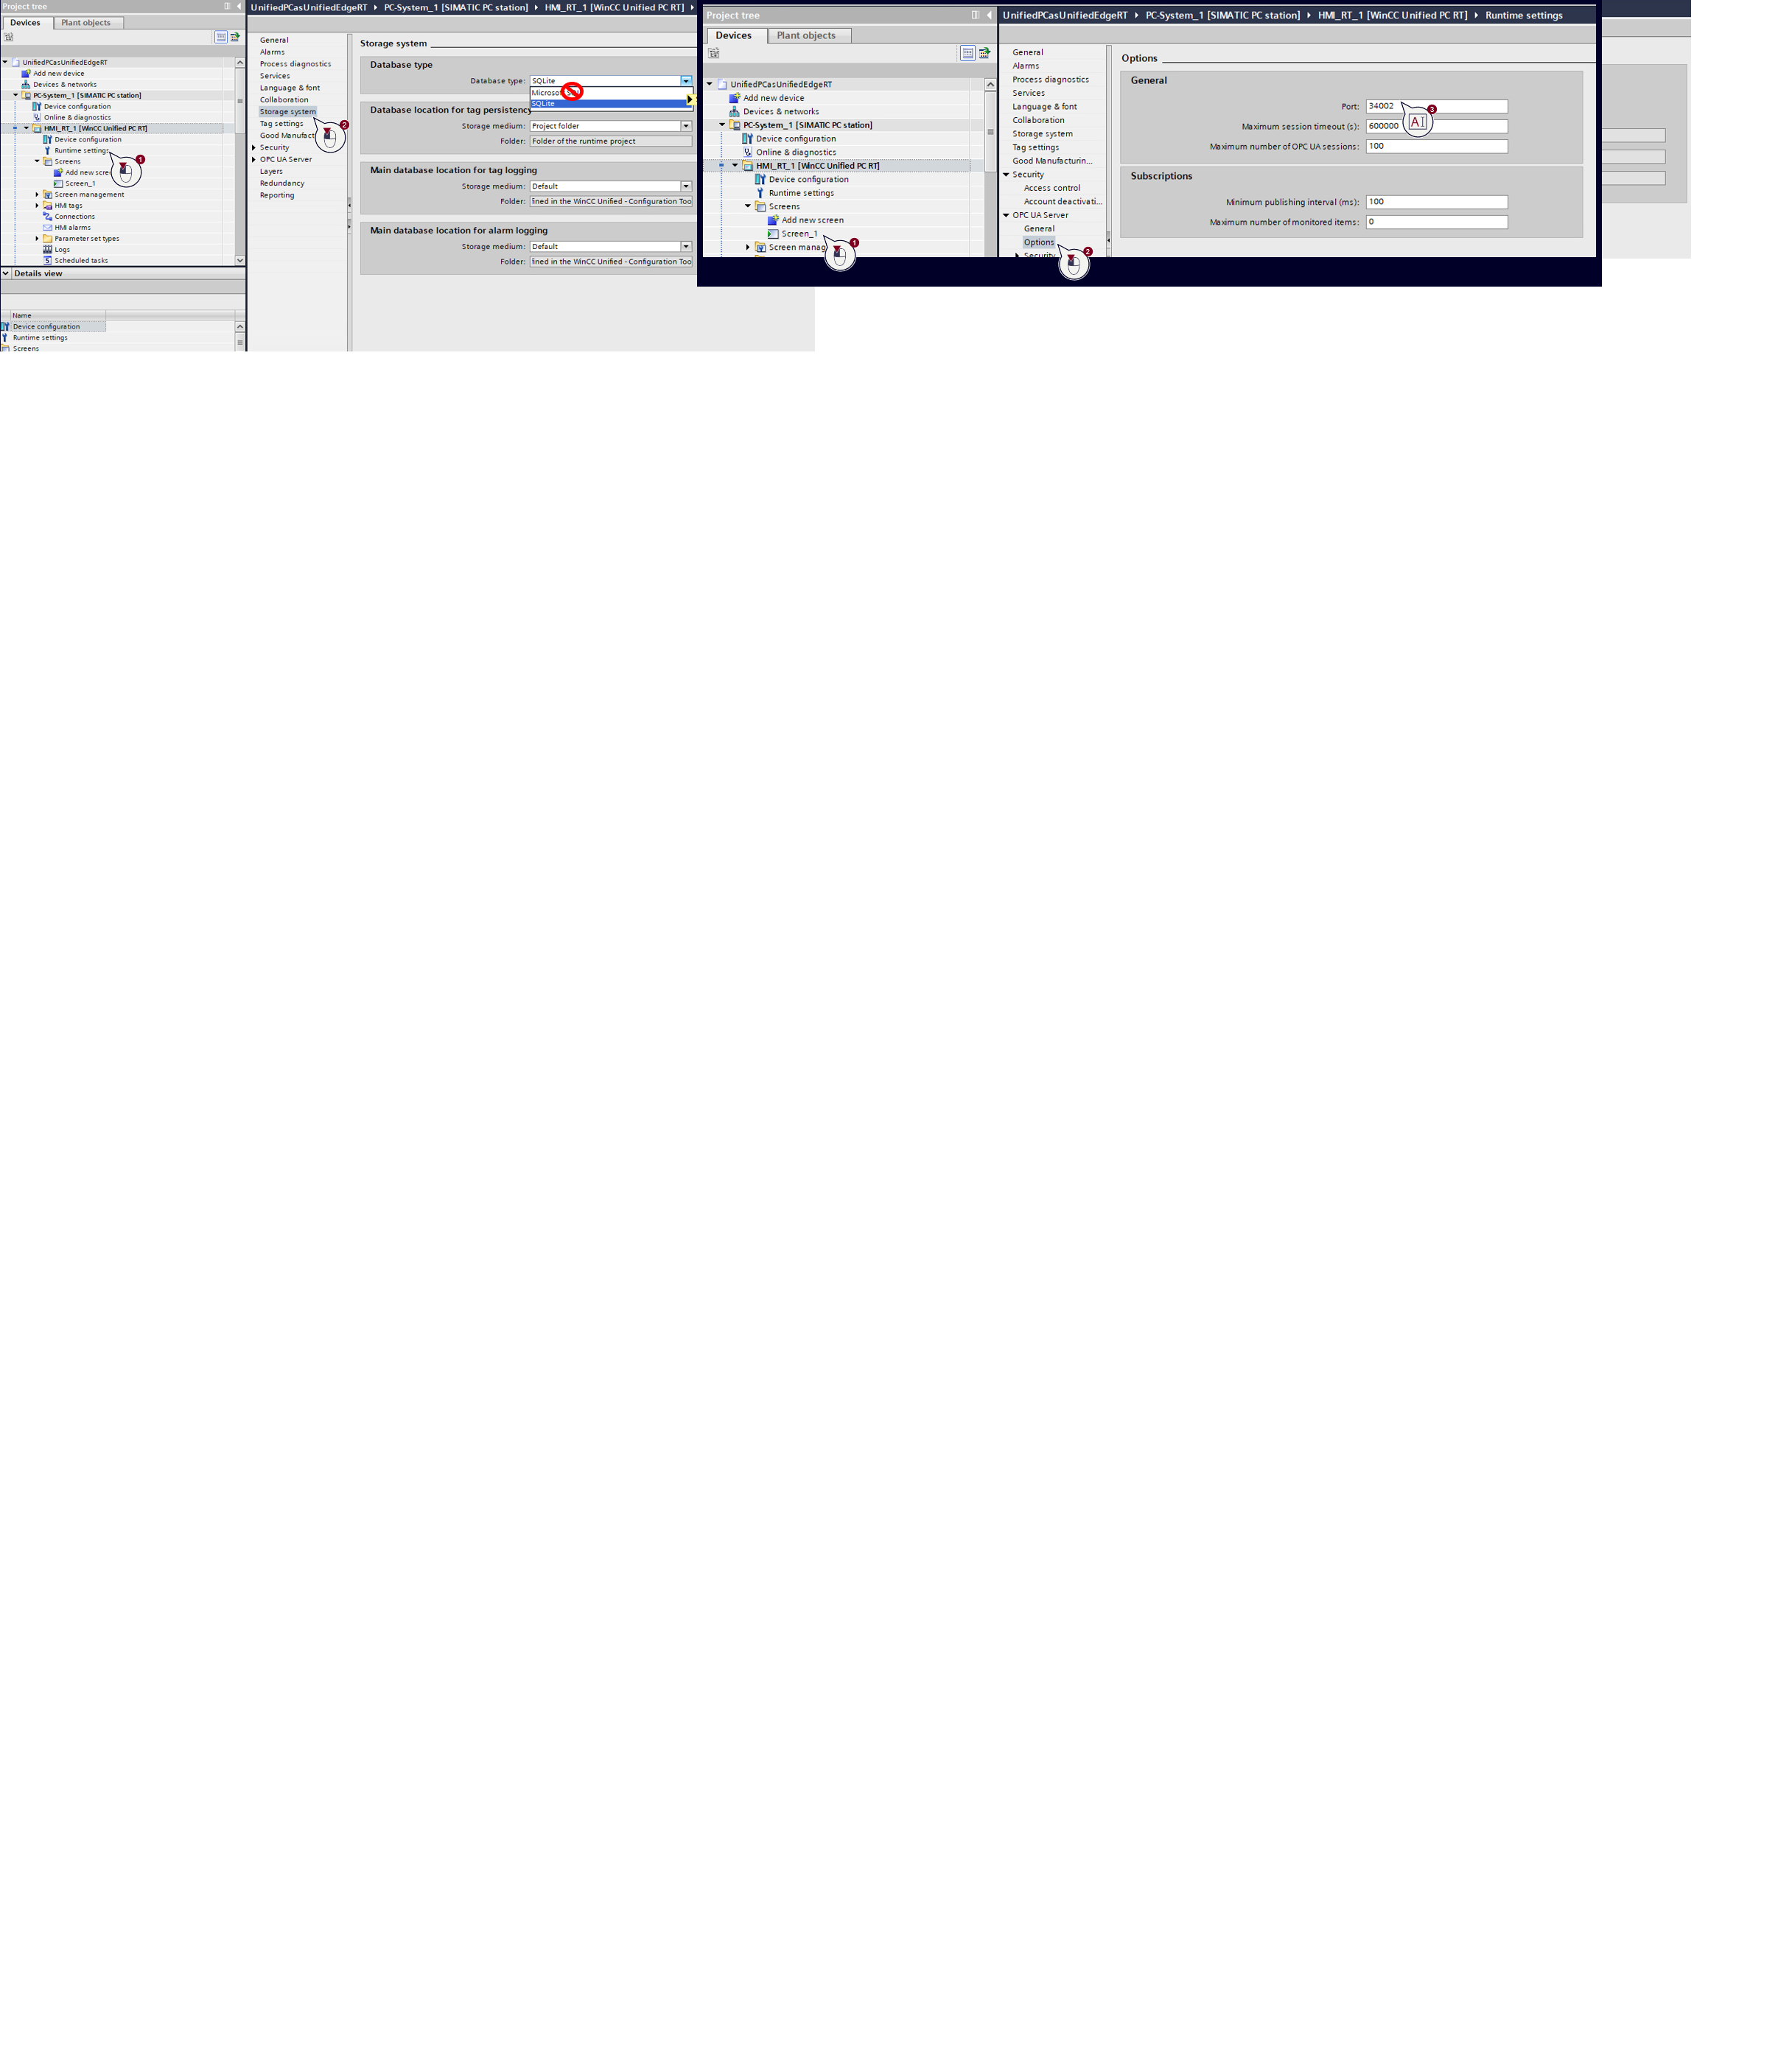 Project tree
Devices
Plant objects
UnifiedPCasUnifiedEdgeRT
Add new device
Devices & networks
PC-System_1 [SIMATIC PC station]
Device configuration
Online & diagnostics
HMI_RT_1 [WinCC Unified PC RT]
Device configuration
Runtime settings
1
Screens
Add new
Screen_1
Screen management
HMI tags
Connections
HMI alarms
Parameter set types
Logs
Scheduled tasks
Details view
Name
Device configuration
Runtime settings
Screens
UnifiedPCasUnifiedEdgeRT PC-System_1 [SIMATIC PC station] HMI_RT_1 [WinCC Unified PC RT]
General
Alarms
Process diagnostics
Services
Language & font
Collaboration
Storage system
2
Tag settings
Good Manufact
Security
OPC UA Server
Layers
Redundancy
Reporting
Storage system
Database type
Database type: SQLite
SQLite
Database location for tag persistency
Storage medium: Project folder
Folder: Folder of the runtime project
Main database location for tag logging
Storage medium: Default
Folder: ined in the WinCC Unified - Configuration Too
Main database location for alarm logging
Storage medium: Default
Folder: ined in the WinCC Unified - Configuration Too
Project tree
Devices
Plant objects
UnifiedPCasUnifiedEdgeRT
Add new device
Devices & networks
PC-System_1 [SIMATIC PC station]
Device configuration
Online & diagnostics
HMI_RT_1 [WinCC Unified PC RT]
Device configuration
Runtime settings
Screens
Add new screen
Screen_1
1
Screen manag
UnifiedPCasUnifiedEdgeRT PC-System_1 [SIMATIC PC station] HMI_RT_1 [WinCC Unified PC RT] Runtime settings
General
Alarms
Process diagnostics
Services
Language & font
Collaboration
Storage system
Tag settings
Good Manufacturin...
Security
Access control
Account deactivati...
OPC UA Server
General
Options
2
Security
Options
General
Port: 34002
3
AI
Maximum session timeout (s): 600000
Maximum number of OPC UA sessions: 100
Subscriptions
Minimum publishing interval (ms): 100
Maximum number of monitored items: 0